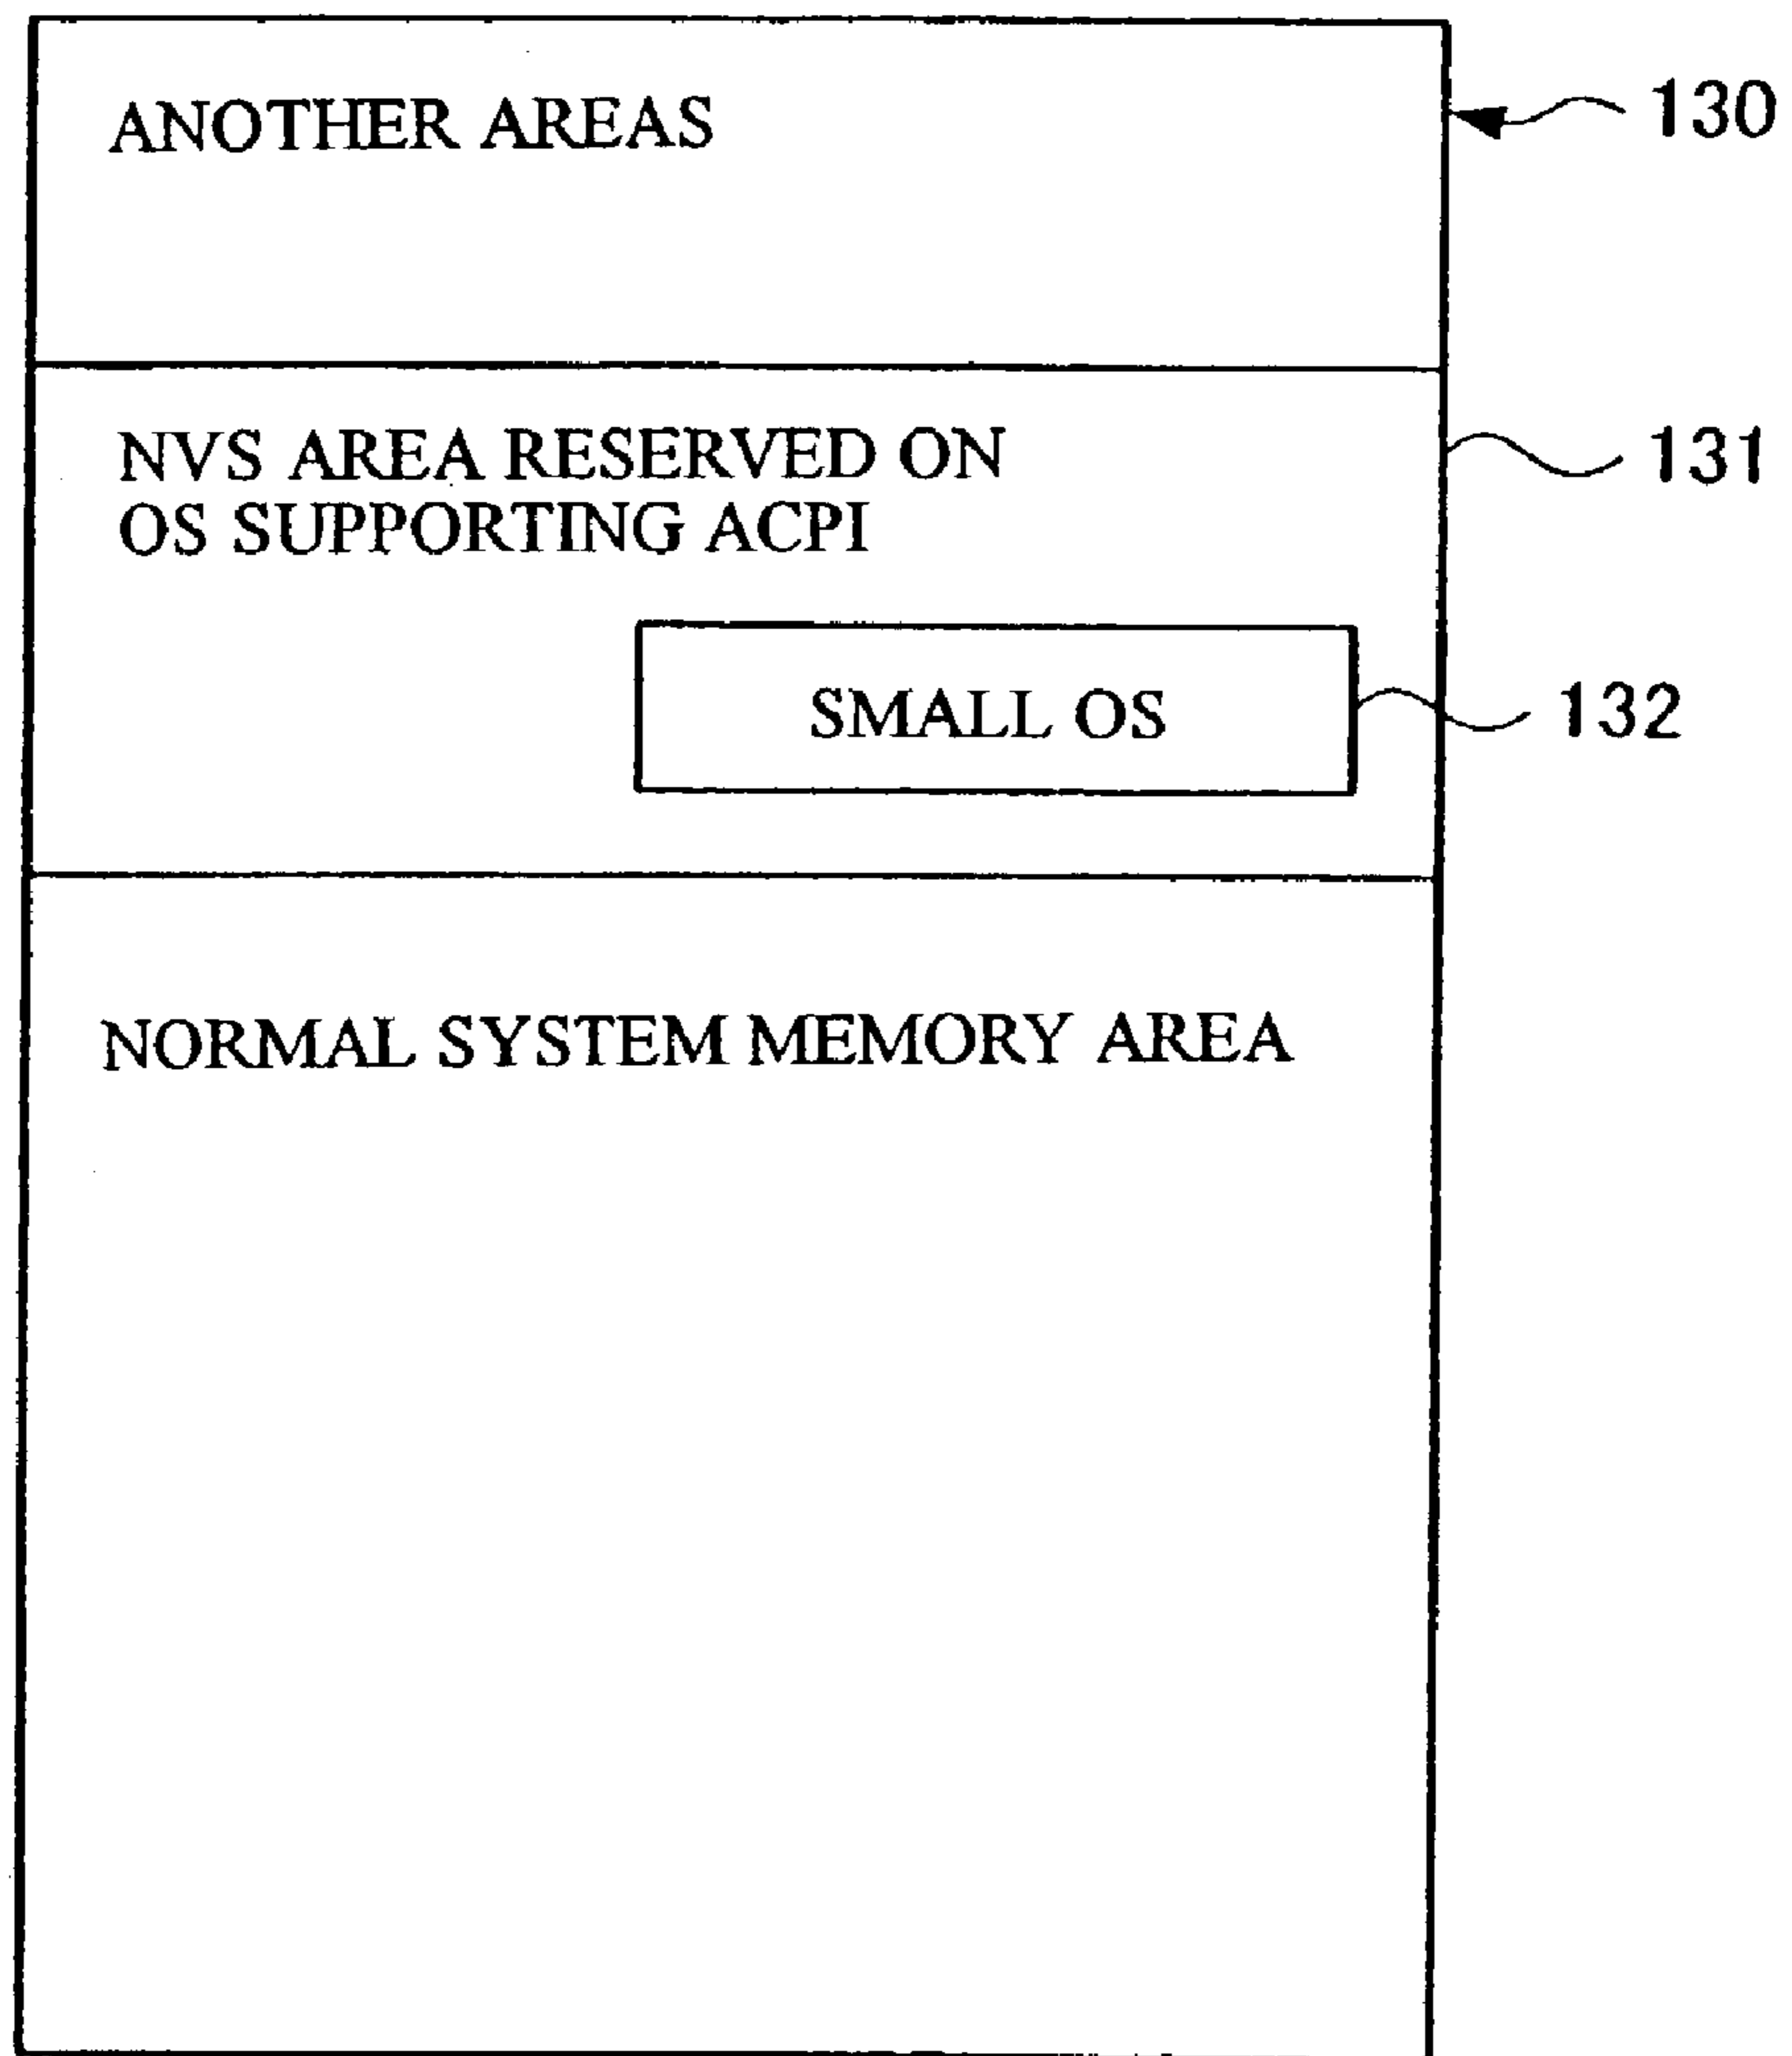 ANOTHER AREAS
130
NVS AREA RESERVED ON
OS SUPPORTING ACPI
131
SMALL OS
132
NORMAL SYSTEM MEMORY AREA